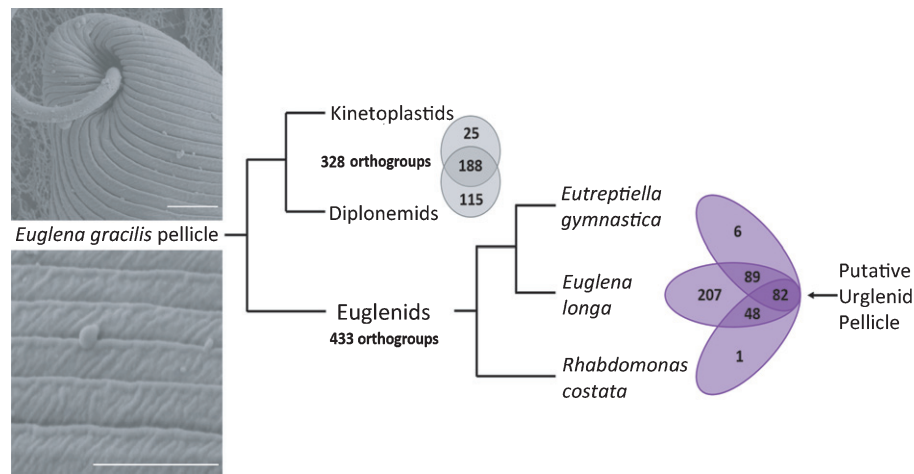 Kinetoplastids
25
328 orthogroups
188
115
Diplonemids
Euglena gracilis pellicle
Euglenids
433 orthogroups
Eutreptiella
gymnastica
Euglena
longa
Rhabdomonas
costata
6
89
207
82
48
1
Putative
Urglenid
Pellicle